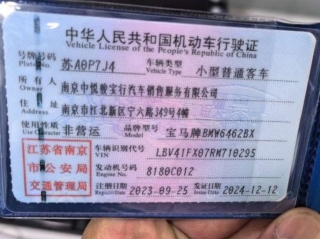 中华人民共和国机动车行驶证
Vehicle License of the People's Republic of China
号牌号码 苏A0P7J4 车辆类型 小型普通客车
Plate No. Vehicle Type
所有人 南京中悦骏宝行汽车销售服务有限公司
Owner
住址 南京市江北新区宁六路349号4幢
Address
使用性质 非营运 品牌型号 宝马牌BMW6462BX
Use Character Model
江苏省南京市公安局交通管理局
车辆识别代号 LBV41FX07RM710295
VIN
发动机号码 8180C012
Engine No.
注册日期 2023-09-25 发证日期 2024-12-12
Register Date Issue Date